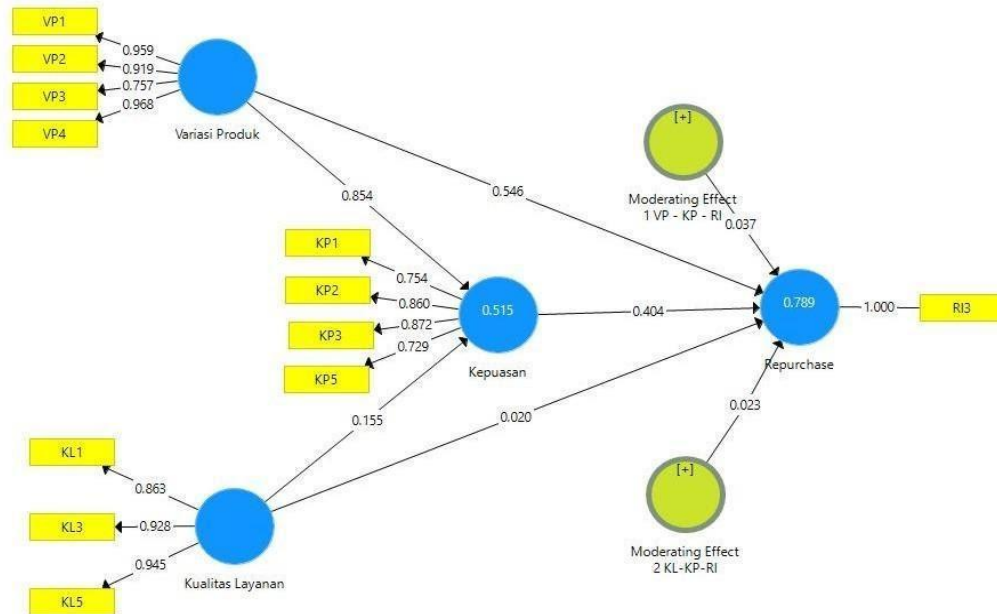 VP1
VP2
VP3
VP4
0.959
0.919
0.757
0.968
Variasi Produk
0.854
0.546
[+]
Moderating Effect
1 VP - KP - RI
0.037
KP1
KP2
KP3
KP5
0.754
0.860
0.872
0.729
0.515
Kepuasan
0.404
0.789
Repurchase
1.000
RI3
0.155
0.020
0.023
KL1
KL3
KL5
0.863
0.928
0.945
Kualitas Layanan
[+]
Moderating Effect
2 KL-KP-RI